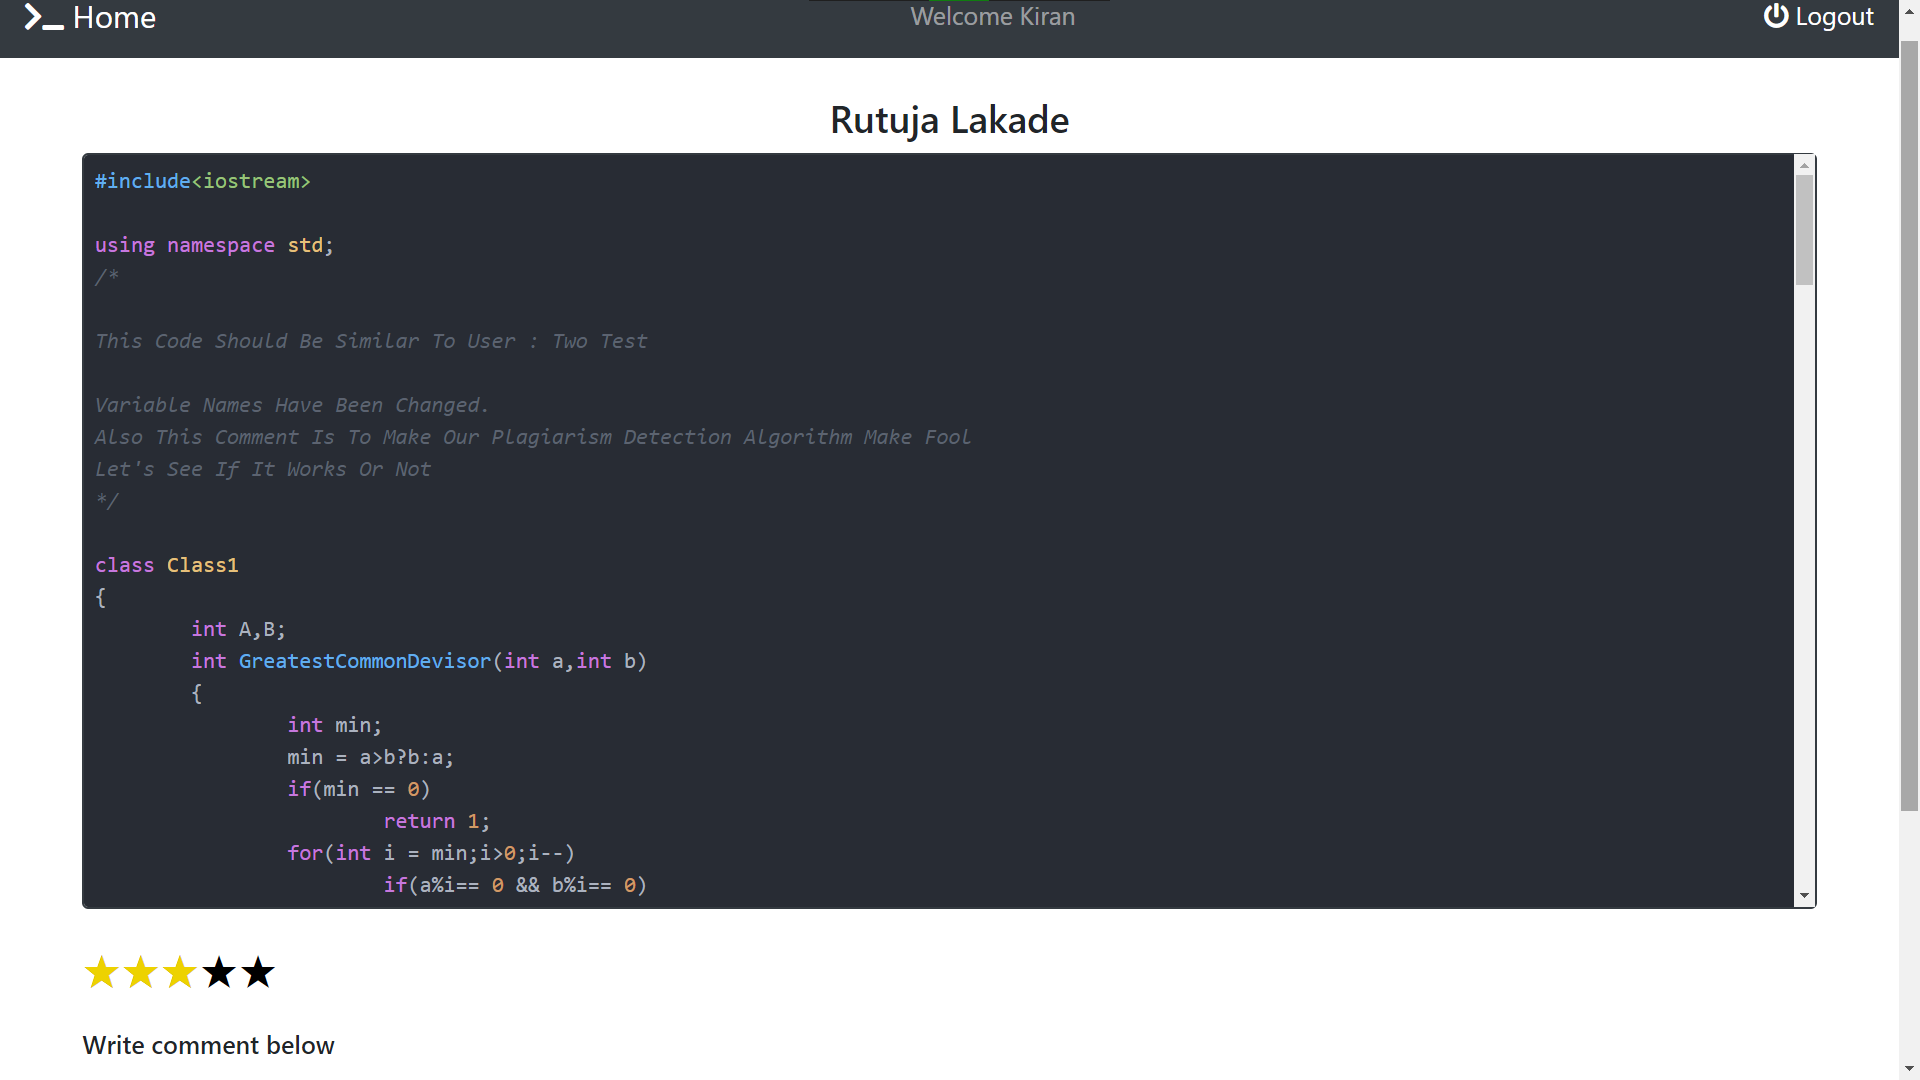 Home
Welcome Kiran
Logout
Rutuja Lakade
#include<iostream>
using namespace std;
/*
This Code Should Be Similar To User : Two Test
Variable Names Have Been Changed.
Also This Comment Is To Make Our Plagiarism Detection Algorithm Make Fool
Let's See If It Works Or Not
*/
class Class1
{
int A,B;
int GreatestCommonDevisor(int a,int b)
{
int min;
min = a>b?b:a;
if(min == 0)
return 1;
for(int i = min;i>0;i--)
if(a%i== 0 && b%i== 0)
Write comment below